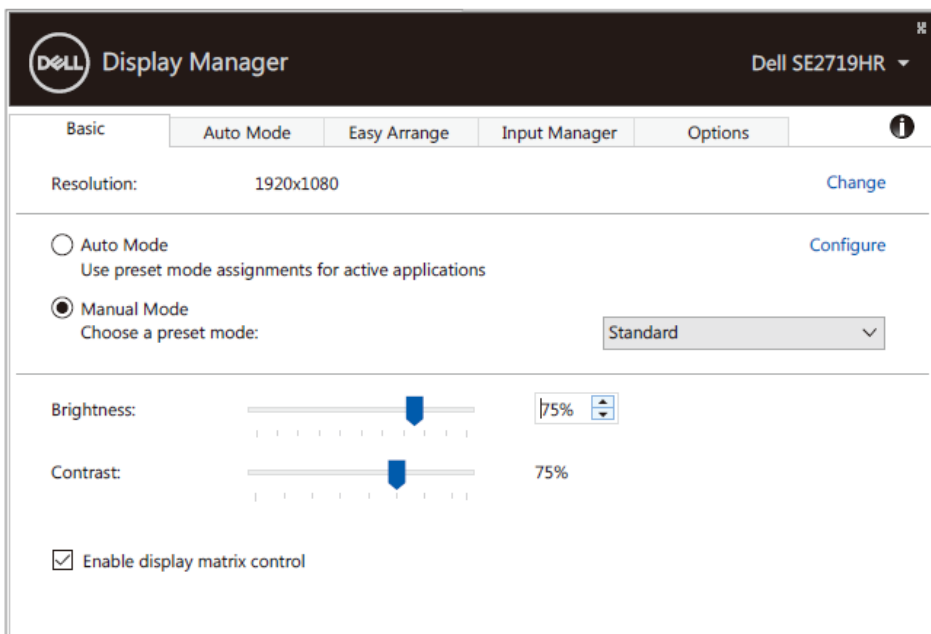 DELL Display Manager
Dell SE2719HR
Basic Auto Mode Easy Arrange Input Manager Options
Resolution: 1920x1080 Change
Auto Mode Configure
Use preset mode assignments for active applications
Manual Mode
Choose a preset mode: Standard
Brightness: 75%
Contrast: 75%
Enable display matrix control